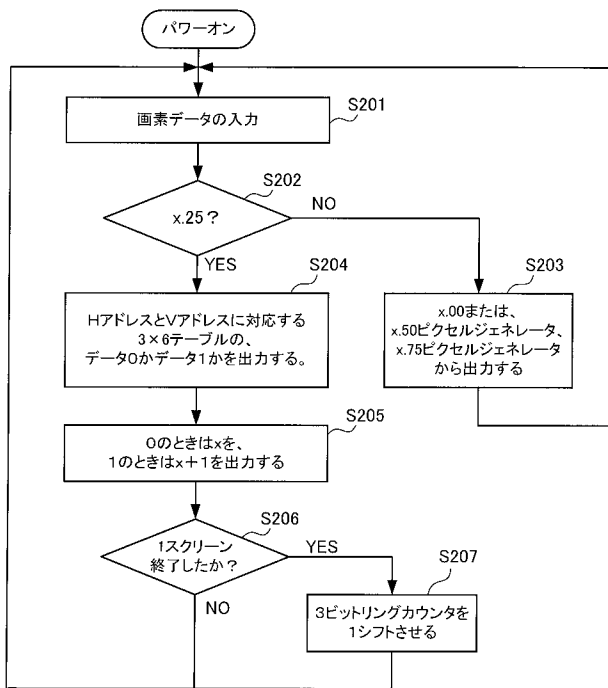 パワーオン
S201
画素データの入力
S202
x.25？
NO
YES
S204
HアドレスとVアドレスに対応する
3×6テーブルの、
データ0かデータ1かを出力する。
S203
x.00または、
x.50ピクセルジェネレータ、
x.75ピクセルジェネレータ
から出力する
S205
0のときはxを、
1のときはx+1を出力する
S206
1スクリーン
終了したか？
YES
NO
S207
3ビットリングカウンタを
1シフトさせる